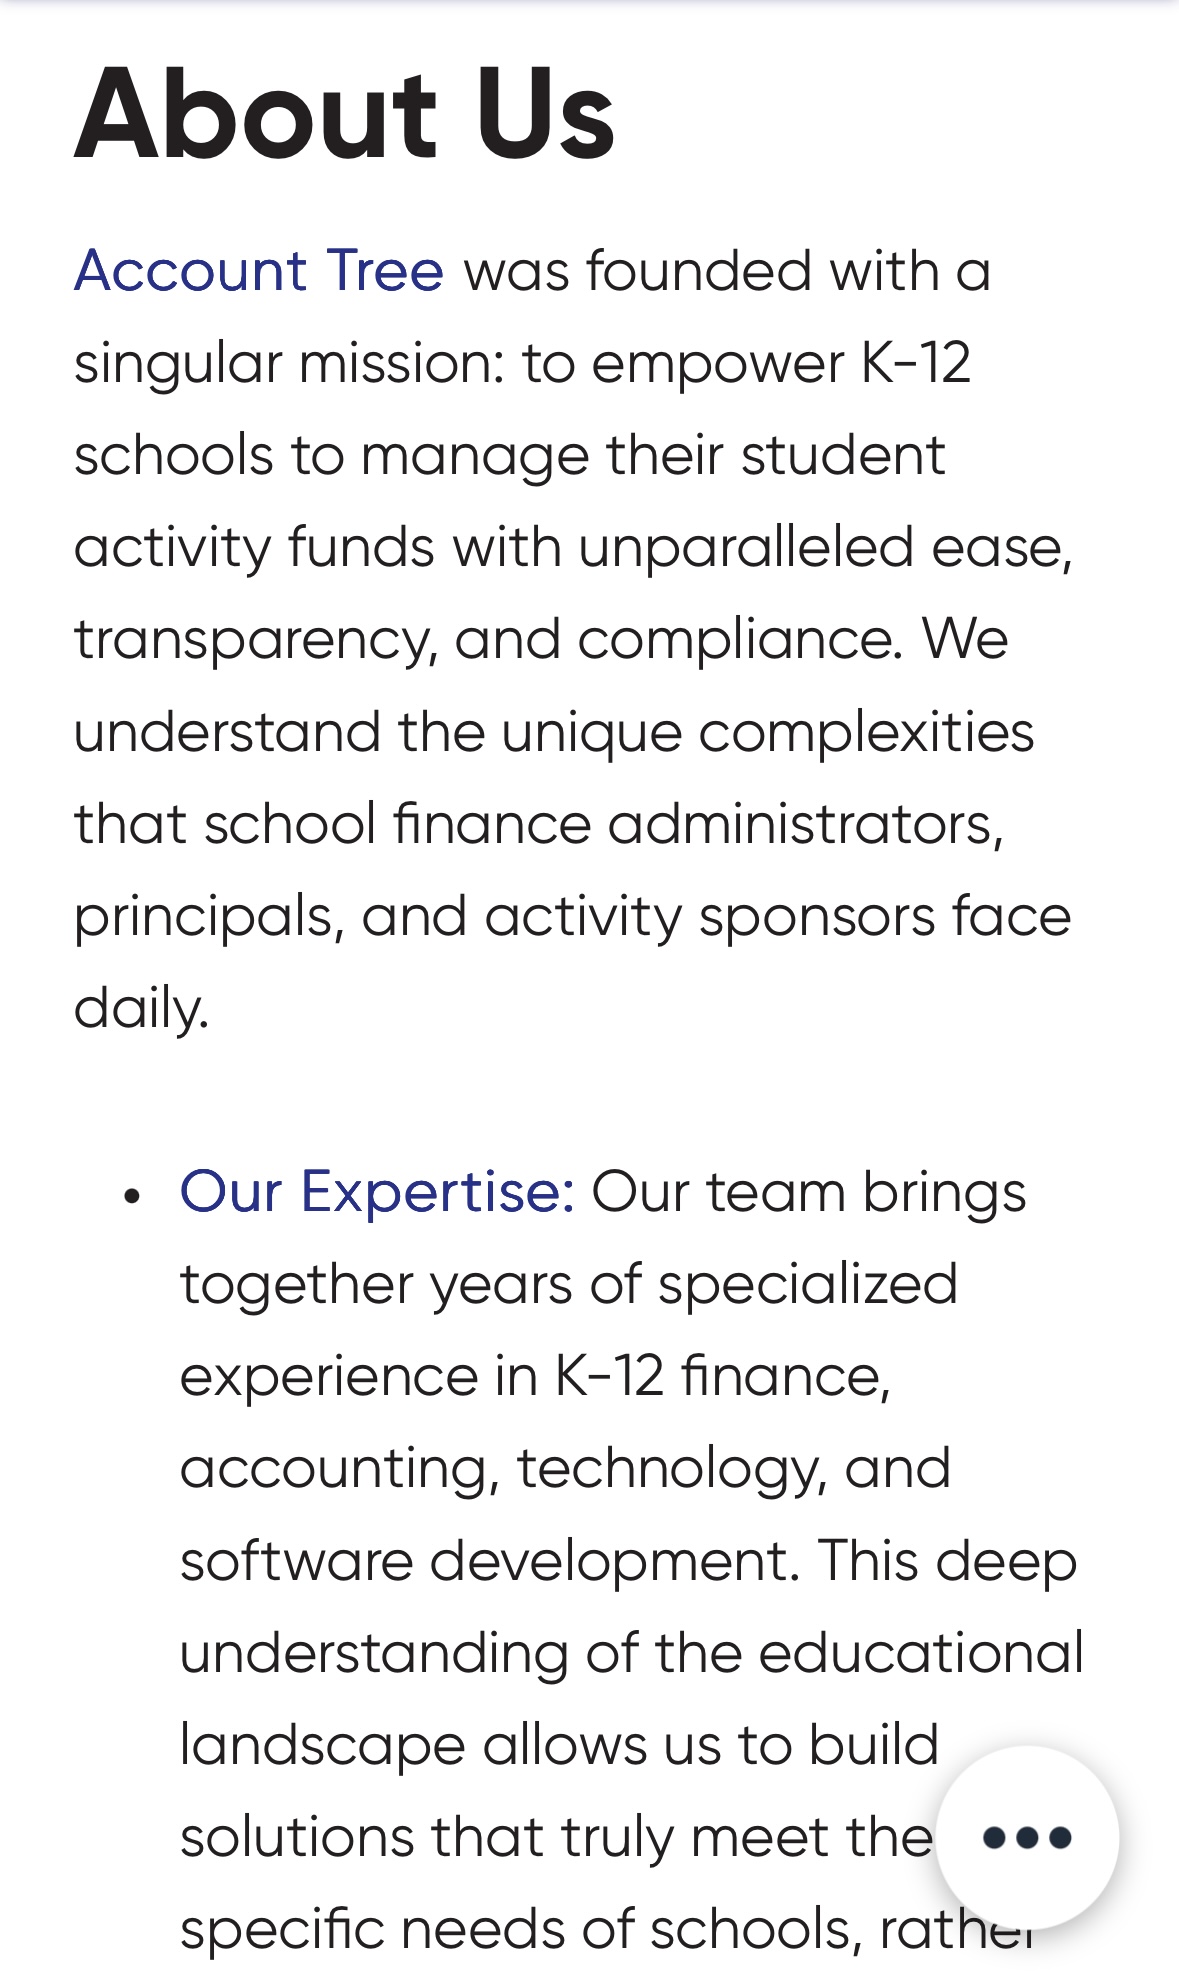 About Us
Account Tree was founded with a
singular mission: to empower K-12
schools to manage their student
activity funds with unparalleled ease,
transparency, and compliance. We
understand the unique complexities
that school finance administrators,
principals, and activity sponsors face
daily.
• Our Expertise: Our team brings
together years of specialized
experience in K-12 finance,
accounting, technology, and
software development. This deep
understanding of the educational
landscape allows us to build
solutions that truly meet the
specific needs of schools, rather